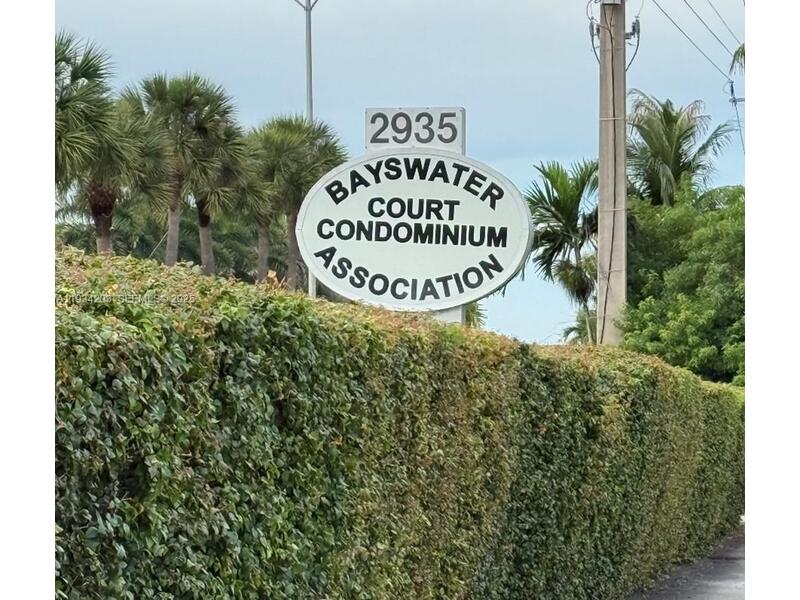 2935
BAYSWATER
COURT
CONDOMINIUM
ASSOCIATION